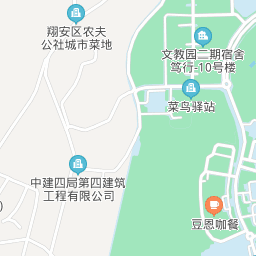 翔安区农夫
公社城市菜地
文教园二期宿舍
笃行-10号楼
菜鸟驿站
中建四局第四建筑
工程有限公司
豆恩咖餐
)